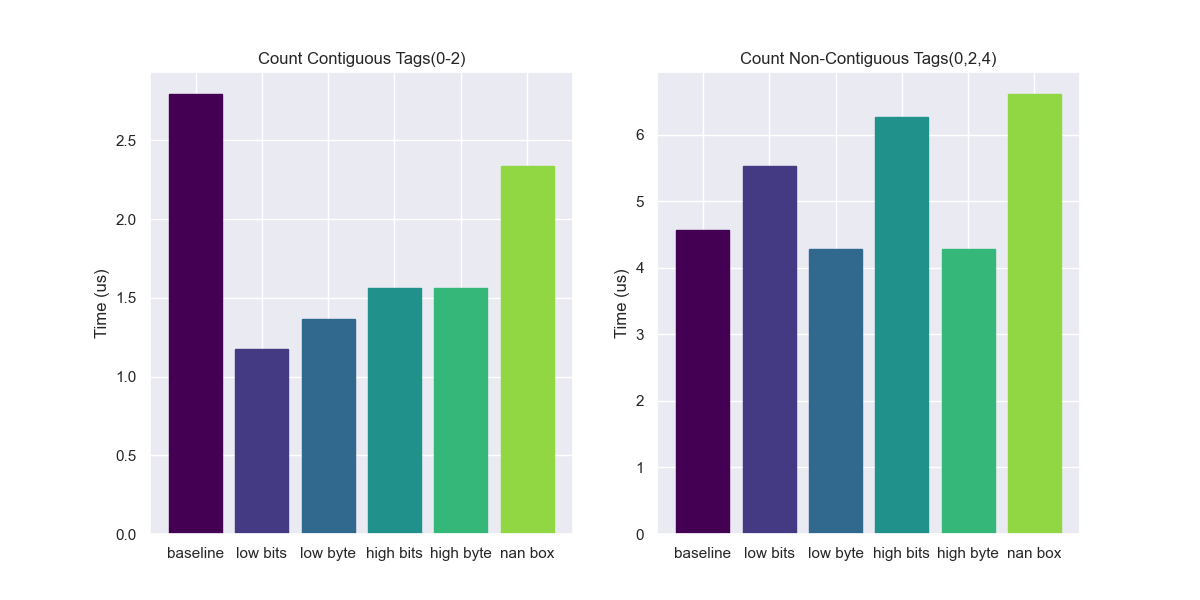 Count Contiguous Tags(0-2)
Time (us)
2.5
2.0
1.5
1.0
0.5
0.0
baseline low bits low byte high bits high byte nan box
Count Non-Contiguous Tags(0,2,4)
Time (us)
6
5
4
3
2
1
0
baseline low bits low byte high bits high byte nan box